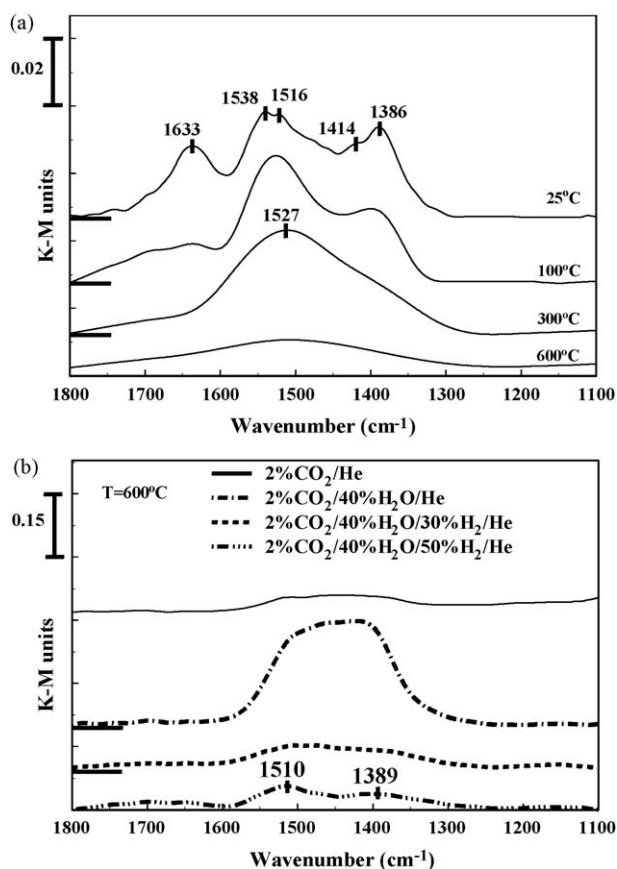 (a)
0.02
1538 1516
1386
1633
1414
25°C
1527
100°C
300°C
600°C
K-M units
1800 1700 1600 1500 1400 1300 1200 1100
Wavenumber (cm⁻¹)
(b)
T=600°C
0.15
2%CO₂/He
2%CO₂/40%H₂O/He
2%CO₂/40%H₂O/30%H₂/He
2%CO₂/40%H₂O/50%H₂/He
K-M units
1510 1389
1800 1700 1600 1500 1400 1300 1200 1100
Wavenumber (cm⁻¹)